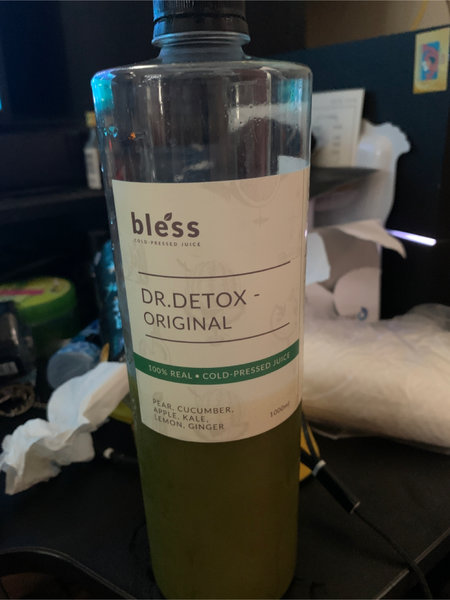 bless
COLD-PRESSED JUICE
DR.DETOX -
ORIGINAL
100% REAL • COLD-PRESSED JUICE
PEAR, CUCUMBER,
APPLE, KALE,
LEMON, GINGER
1000ml